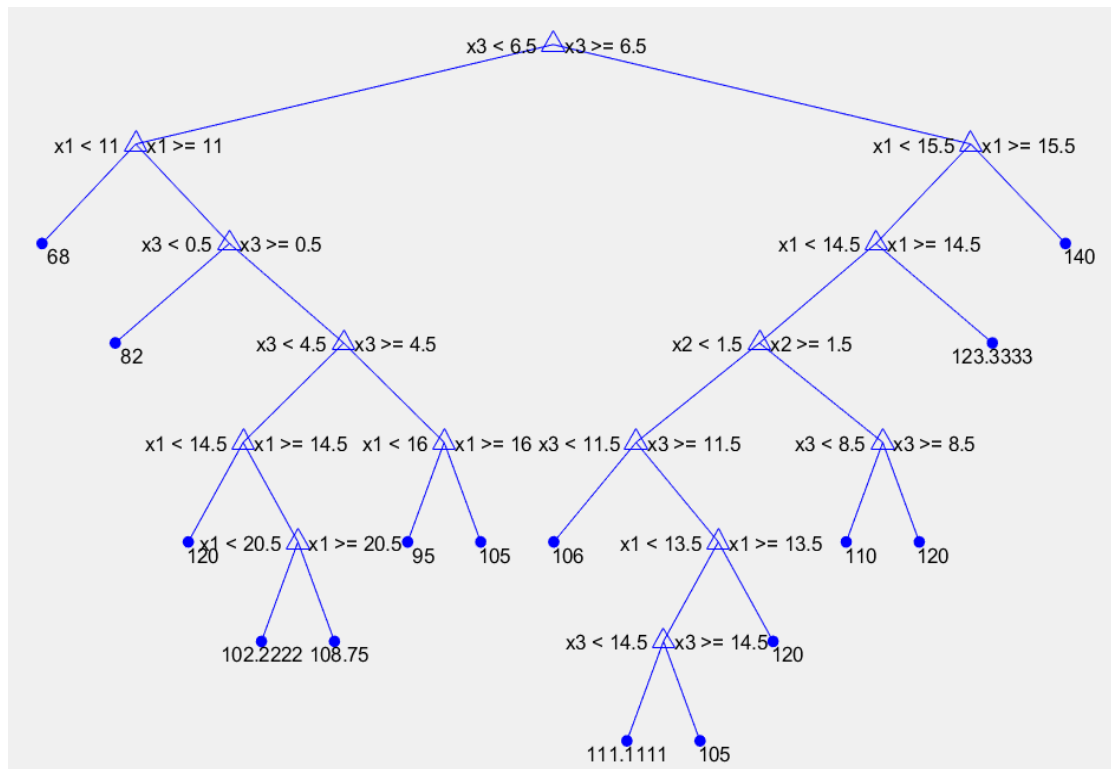 x3 < 6.5 x3 >= 6.5
x1 < 11 x1 >= 11 x1 < 15.5 x1 >= 15.5
68 x3 < 0.5 x3 >= 0.5 x1 < 14.5 x1 >= 14.5 140
82 x3 < 4.5 x3 >= 4.5 x2 < 1.5 x2 >= 1.5 123.3333
x1 < 14.5 x1 >= 14.5 x1 < 16 x1 >= 16 x3 < 11.5 x3 >= 11.5 x3 < 8.5 x3 >= 8.5
120 x1 < 20.5 x1 >= 20.5 95 105 106 x1 < 13.5 x1 >= 13.5 110 120
102.2222 108.75 x3 < 14.5 x3 >= 14.5 120
111.1111 105